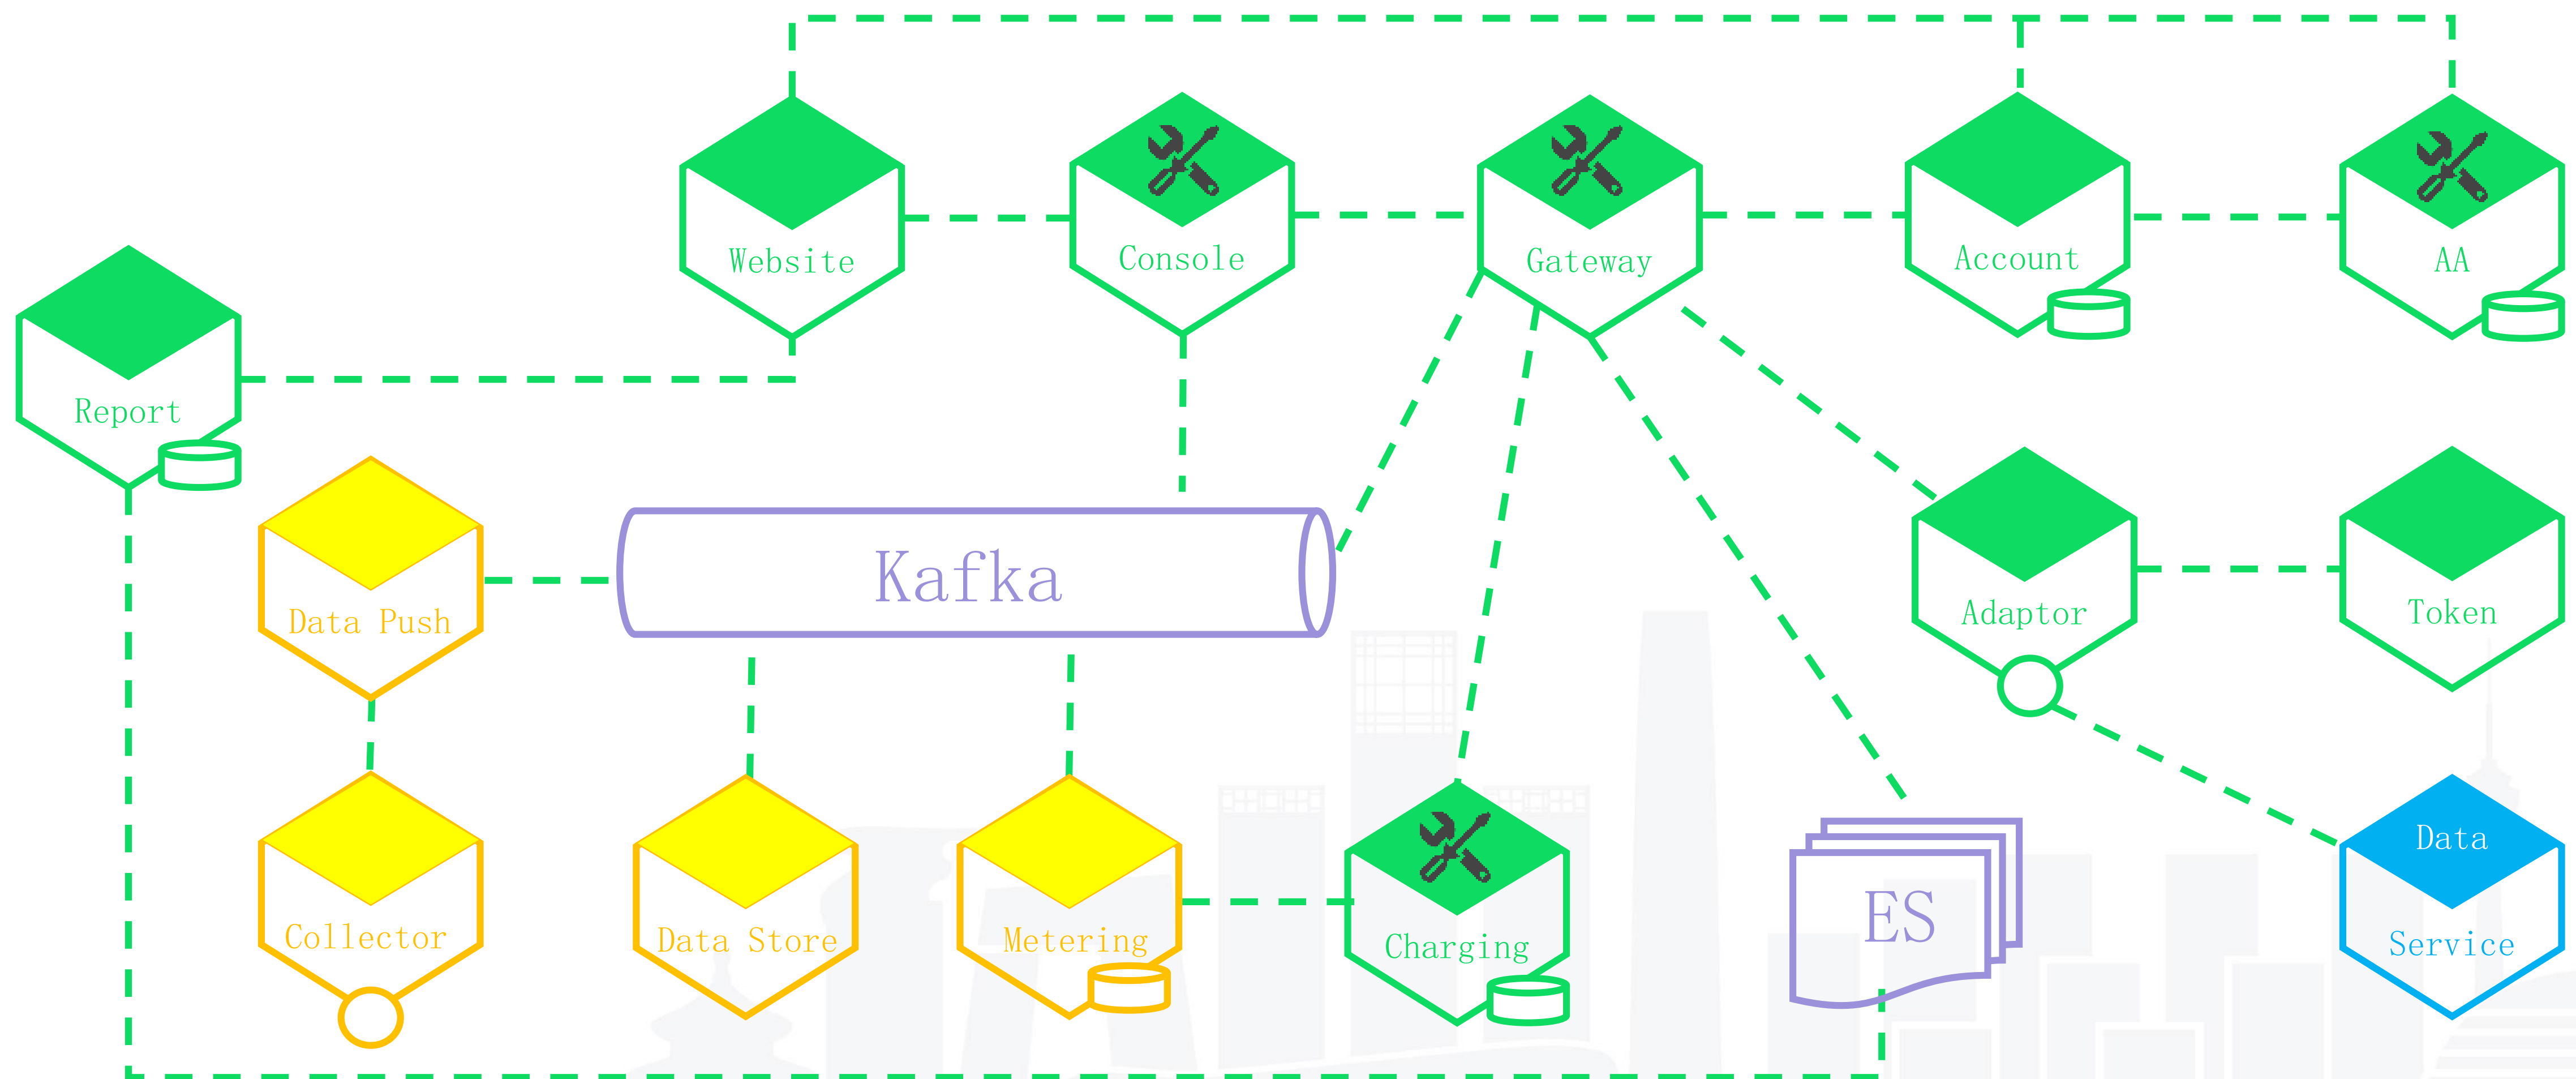 Website
Console
Gateway
Account
AA
Report
Kafka
Data Push
Adaptor
Token
Collector
Data Store
Metering
Charging
ES
Data
Service